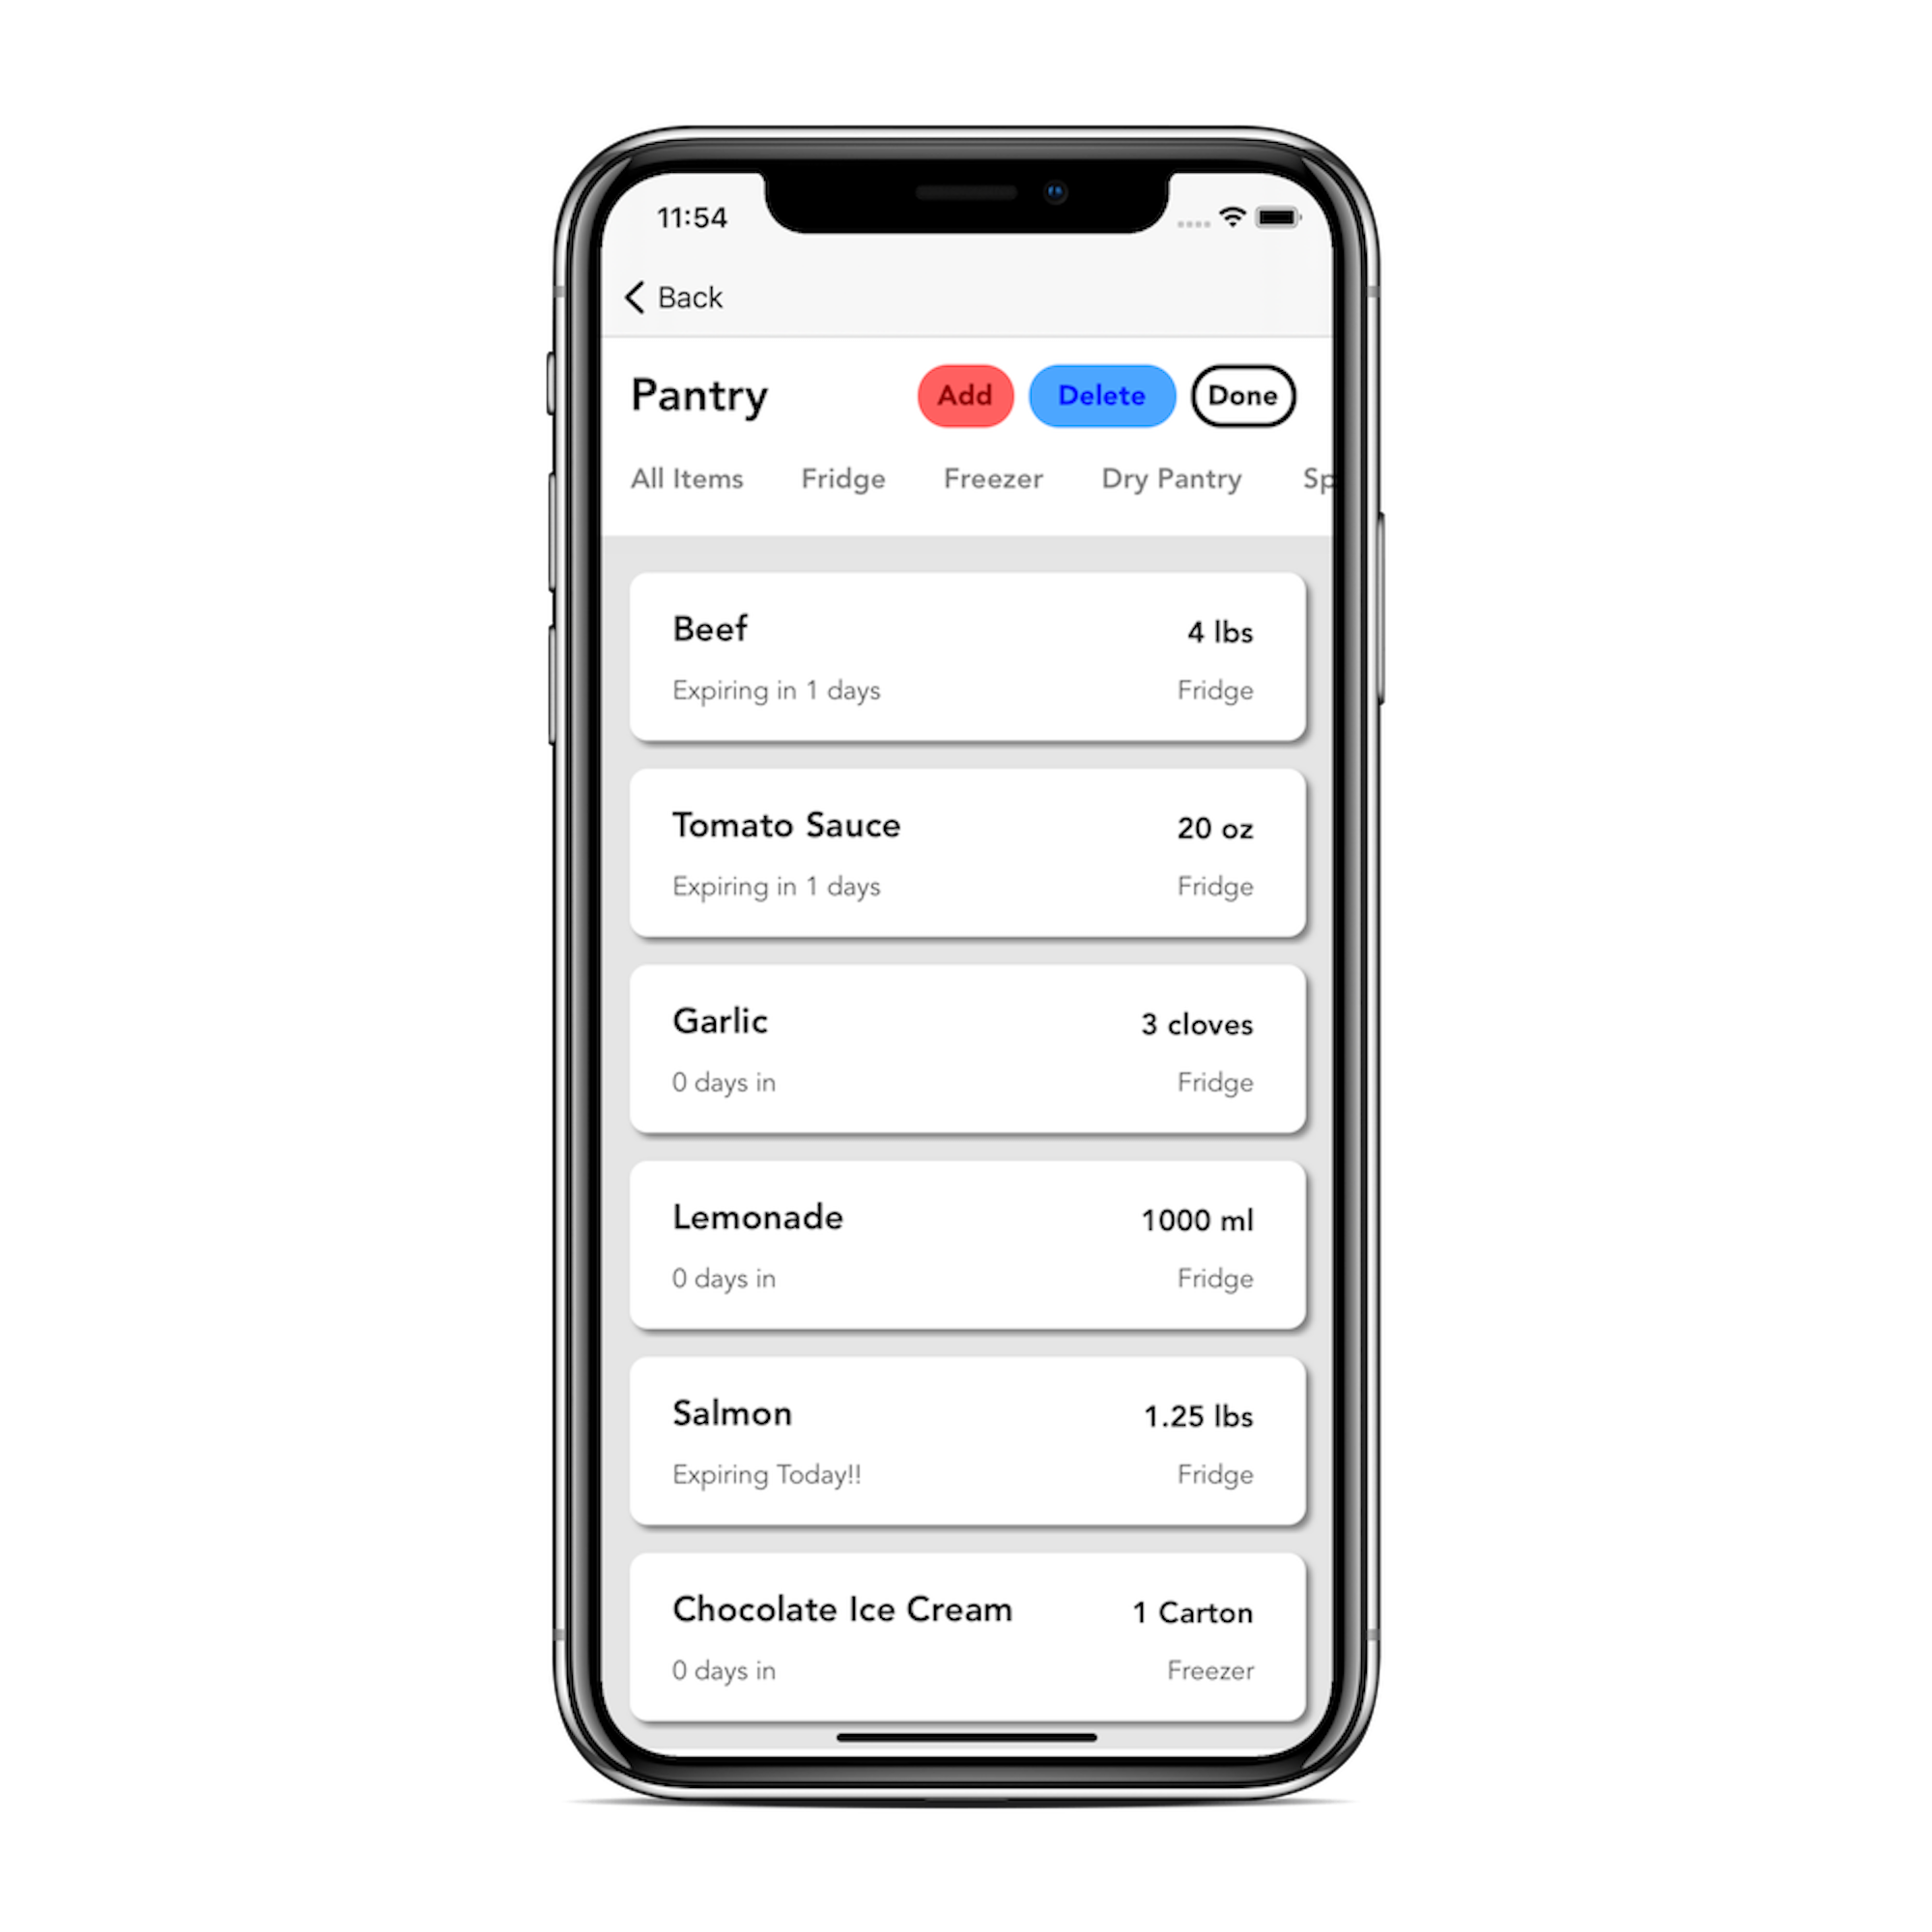 11:54
Back
Pantry Add Delete Done
All Items Fridge Freezer Dry Pantry Sp
Beef 4 lbs
Expiring in 1 days Fridge
Tomato Sauce 20 oz
Expiring in 1 days Fridge
Garlic 3 cloves
0 days in Fridge
Lemonade 1000 ml
0 days in Fridge
Salmon 1.25 lbs
Expiring Today!! Fridge
Chocolate Ice Cream 1 Carton
0 days in Freezer